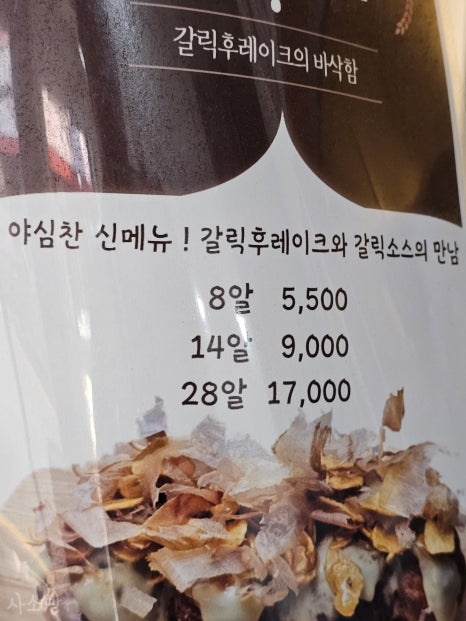 갈릭후레이크의 바삭함
야심찬 신메뉴 ! 갈릭후레이크와 갈릭소스의 만남
8알 5,500
14알 9,000
28알 17,000